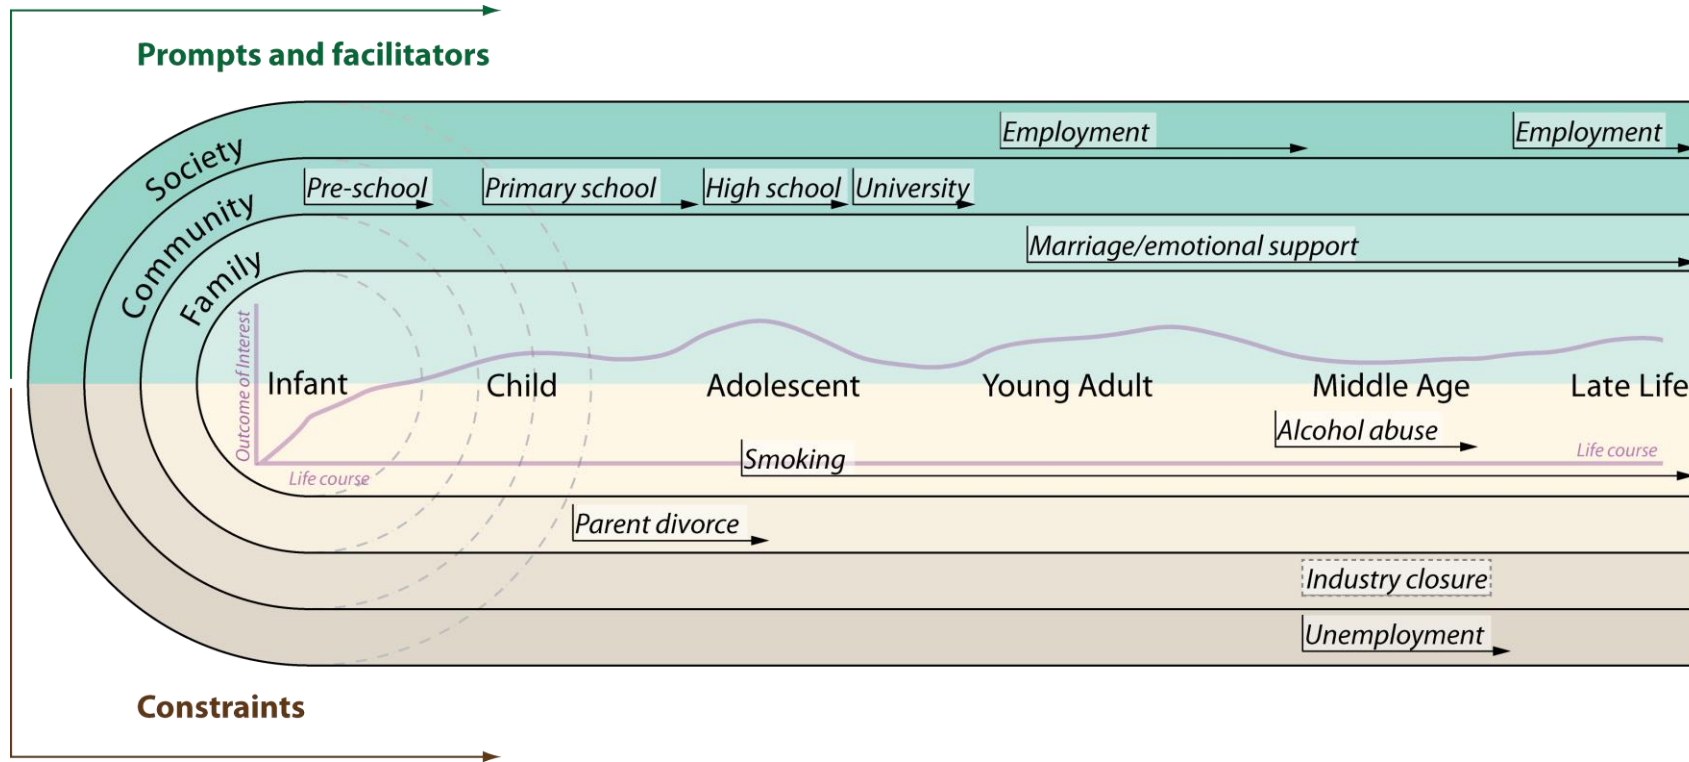 Prompts and facilitators
Society
Community
Family
Employment
Employment
Pre-school
Primary school
High school
University
Marriage/emotional support
Outcome of Interest
Infant
Child
Adolescent
Young Adult
Middle Age
Late Life
Alcohol abuse
Smoking
Life course
Life course
Parent divorce
Industry closure
Unemployment
Constraints